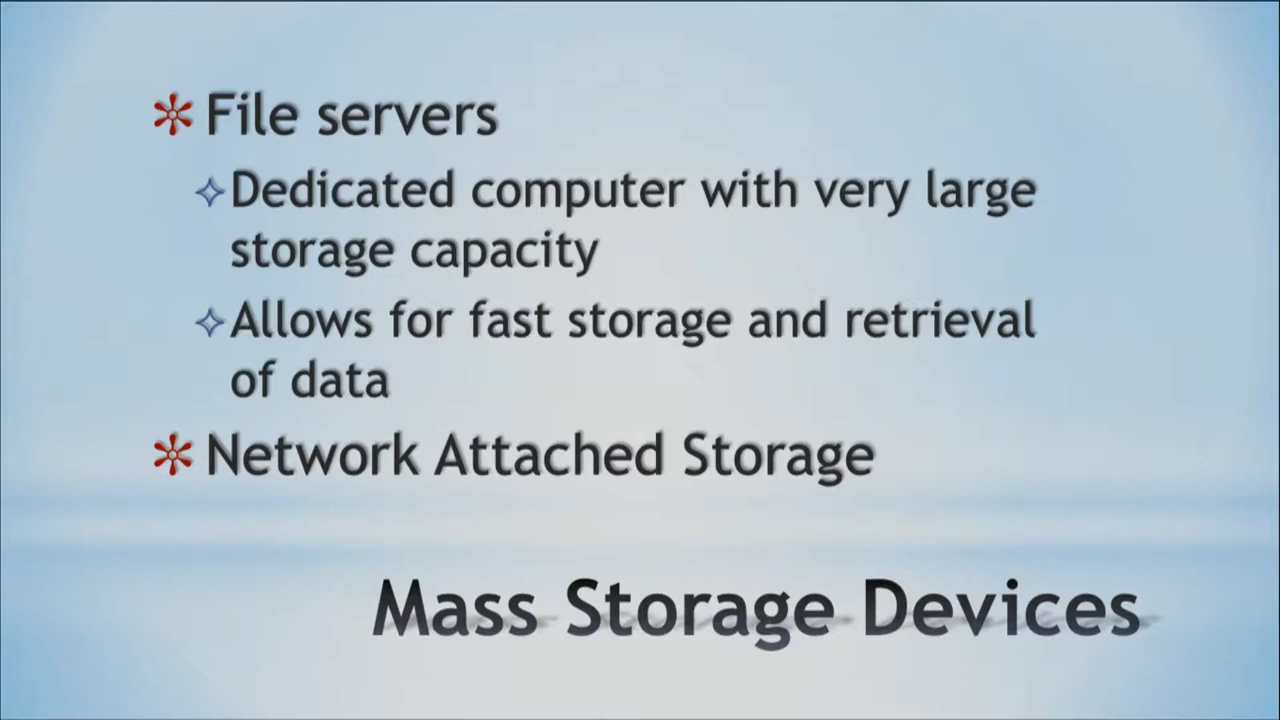 File servers
Dedicated computer with very large
storage capacity
Allows for fast storage and retrieval
of data
Network Attached Storage
Mass Storage Devices